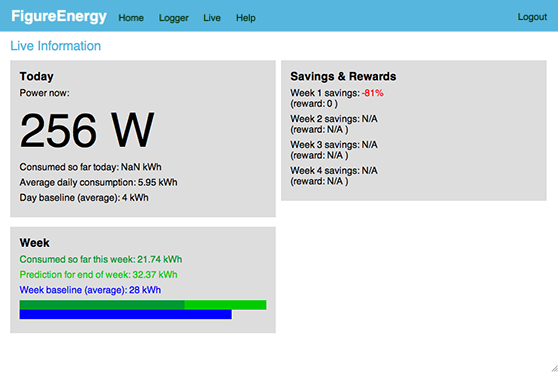 FigureEnergy Home Logger Live Help Logout
Live Information
Today
Power now:
256 W
Consumed so far today: NaN kWh
Average daily consumption: 5.95 kWh
Day baseline (average): 4 kWh
Savings & Rewards
Week 1 savings: -81%
(reward: 0 )
Week 2 savings: N/A
(reward: N/A )
Week 3 savings: N/A
(reward: N/A )
Week 4 savings: N/A
(reward: N/A )
Week
Consumed so far this week: 21.74 kWh
Prediction for end of week: 32.37 kWh
Week baseline (average): 28 kWh